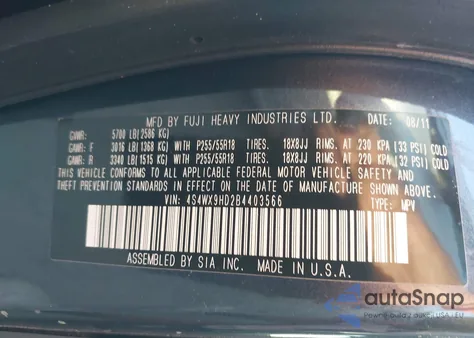 MFD BY FUJI HEAVY INDUSTRIES LTD. DATE: 08/11
GVWR: 5700 LB(2586 KG)
GAWR: F 3016 LB(1368 KG) WITH P255/55R18 TIRES. 18X8JJ RIMS. AT 230 KPA (33 PSI) COLD
GAWR: R 3340 LB(1515 KG) WITH P255/55R18 TIRES. 18X8JJ RIMS. AT 220 KPA (32 PSI) COLD
THIS VEHICLE CONFORMS TO ALL APPLICABLE FEDERAL MOTOR VEHICLE SAFETY AND
THEFT PREVENTION STANDARDS IN EFFECT ON THE DATE OF MANUFACTURE SHOWN ABOVE.
VIN: 4S4WX9HD2B4403566 TYPE: MPV
ASSEMBLED BY SIA INC. MADE IN U.S.A.
autoSnap